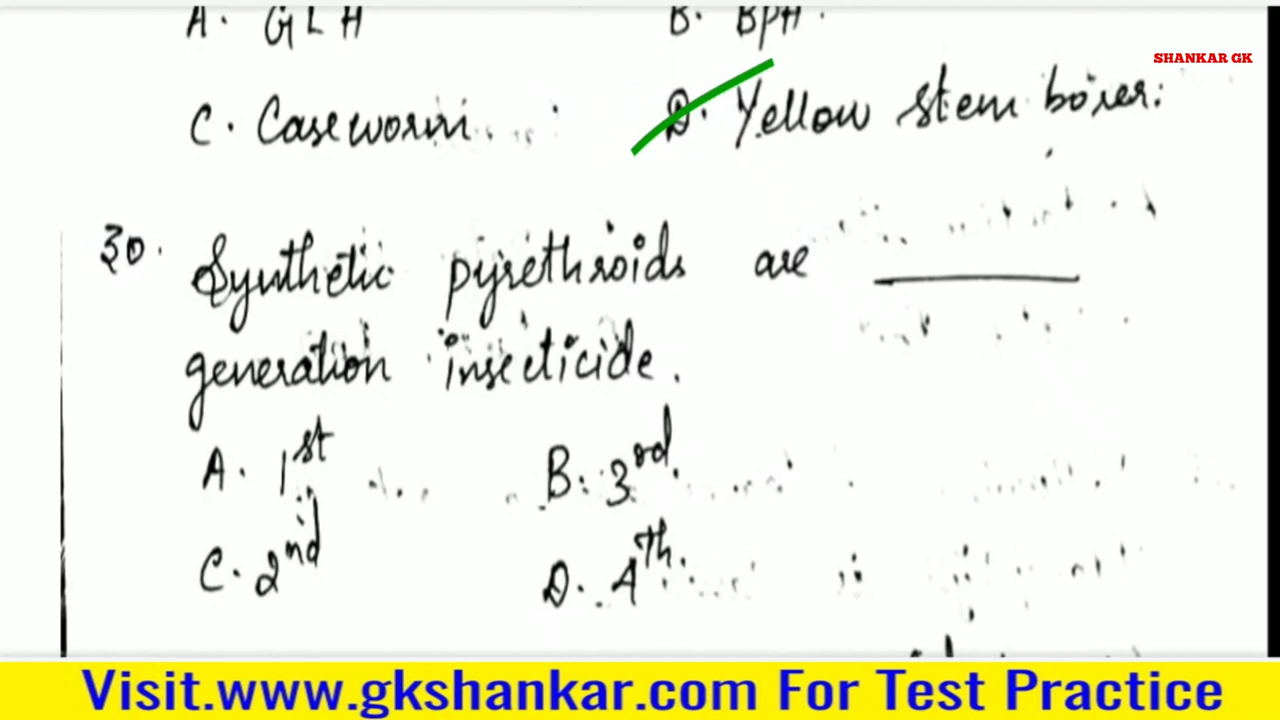 A. GLH B. BPH.
SHANKAR GK
C. Caseworm. D. Yellow stem borer:
30. Synthetic pyrethroids are ______
generation insecticide.
A. 1st B. 3rd.
C. 2nd D. 4th.
Visit.www.gkshankar.com For Test Practice